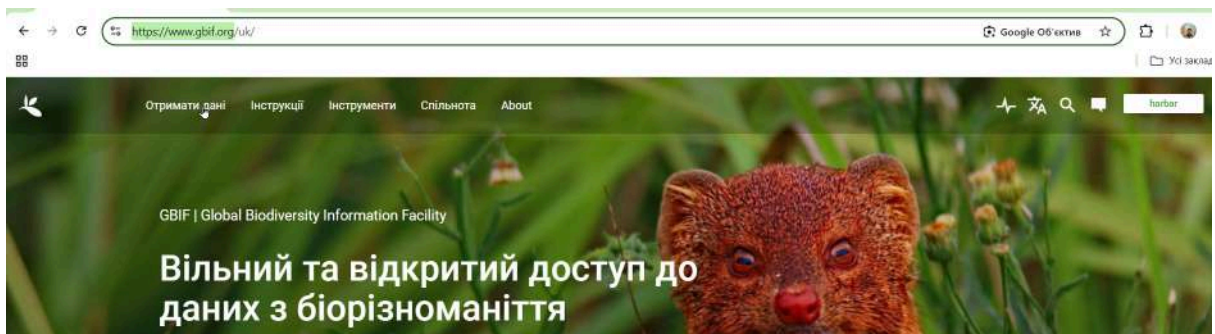 https://www.gbif.org/uk/
Google Об'єктив
Усі заклад
Отримати дані Інструкції Інструменти Спільнота About
harbar
GBIF | Global Biodiversity Information Facility
Вільний та відкритий доступ до
даних з біорізноманіття